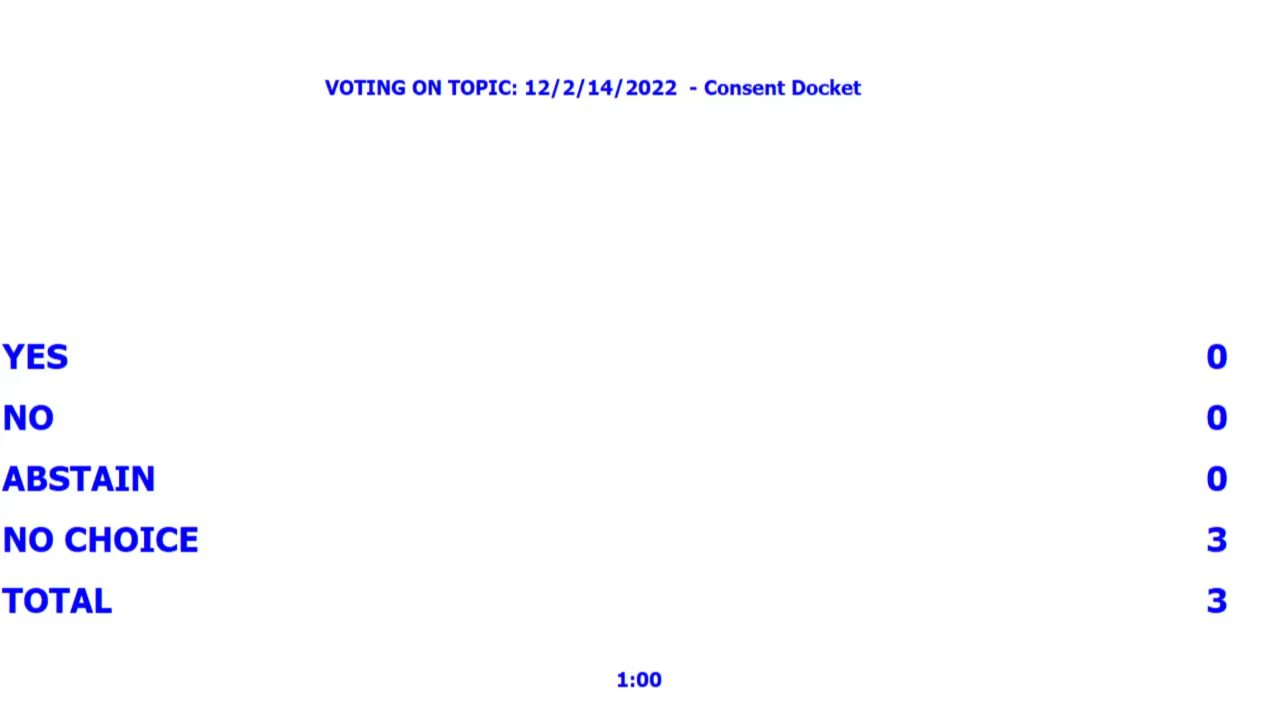 VOTING ON TOPIC: 12/2/14/2022 - Consent Docket
YES 0
NO 0
ABSTAIN 0
NO CHOICE 3
TOTAL 3
1:00